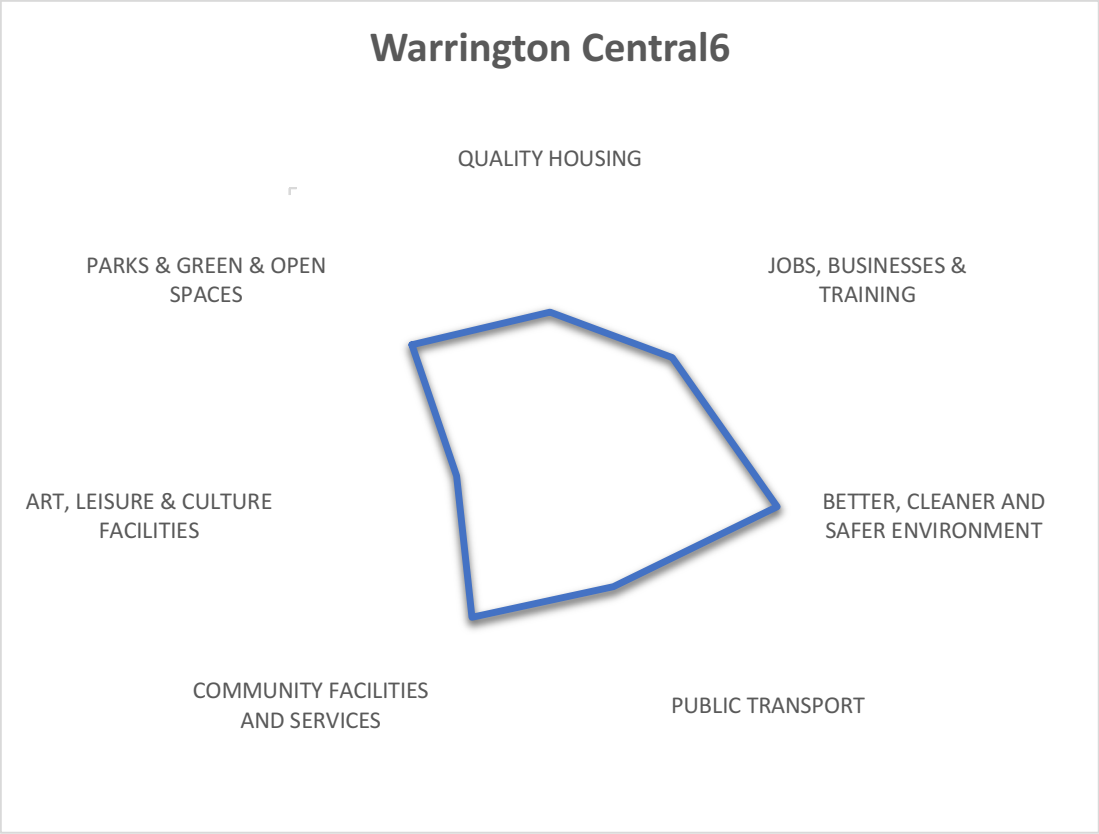 Warrington Central6
QUALITY HOUSING
PARKS & GREEN & OPEN
SPACES
JOBS, BUSINESSES &
TRAINING
ART, LEISURE & CULTURE
FACILITIES
BETTER, CLEANER AND
SAFER ENVIRONMENT
COMMUNITY FACILITIES
AND SERVICES
PUBLIC TRANSPORT